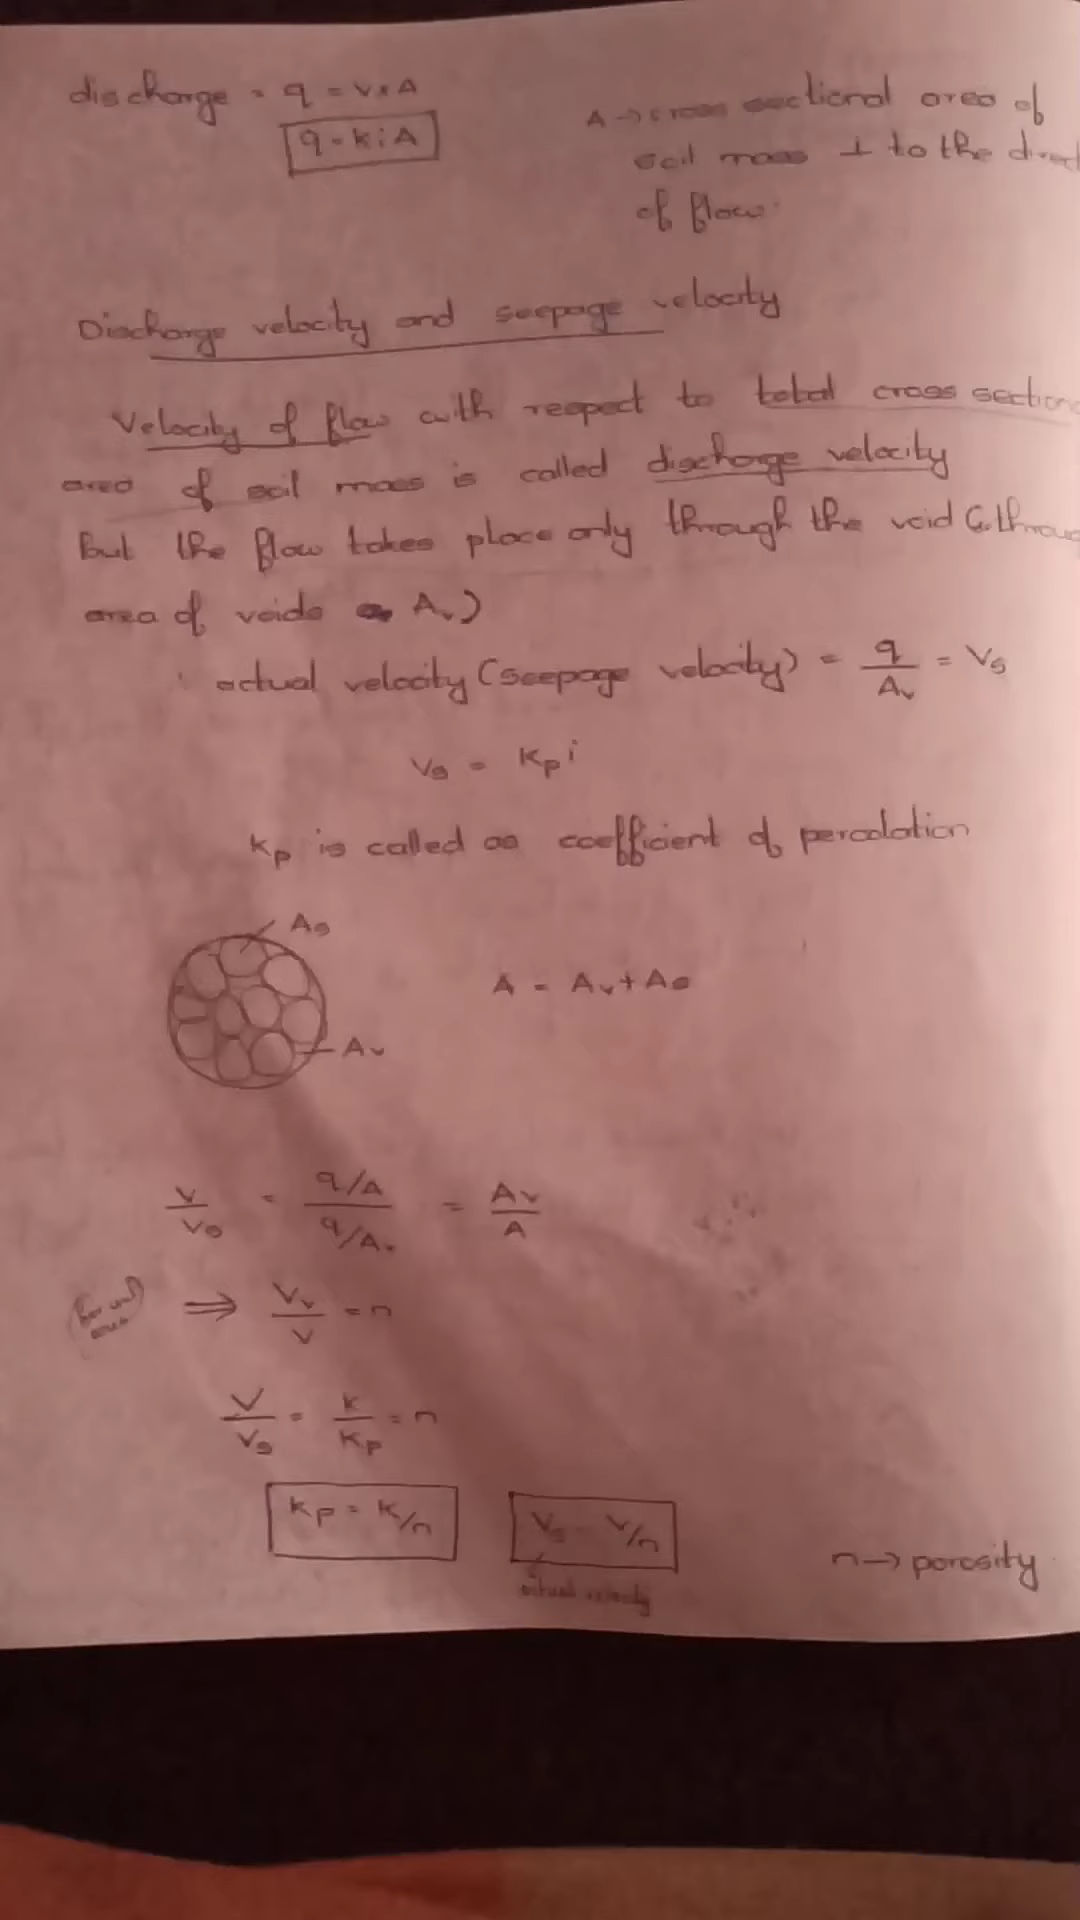 discharge = q = v x A
q = kiA
A → cross sectional area of
soil mass ⊥ to the direct
of flow.
Discharge velocity and seepage velocity
Velocity of flow with respect to total cross section
area of soil mass is called discharge velocity
But the flow takes place only through the void (throug
area of voids Av)
actual velocity (seepage velocity) = q/Av = Vs
Vs = Kp i
Kp is called as coefficient of percolation
As
A = Av + As
Av
V/Vs = (q/A)/(q/Av) = Av/A
⇒ Vv/V = n
V/Vs = K/Kp = n
Kp = K/n
Vs = V/n
n → porosity
actual velocity